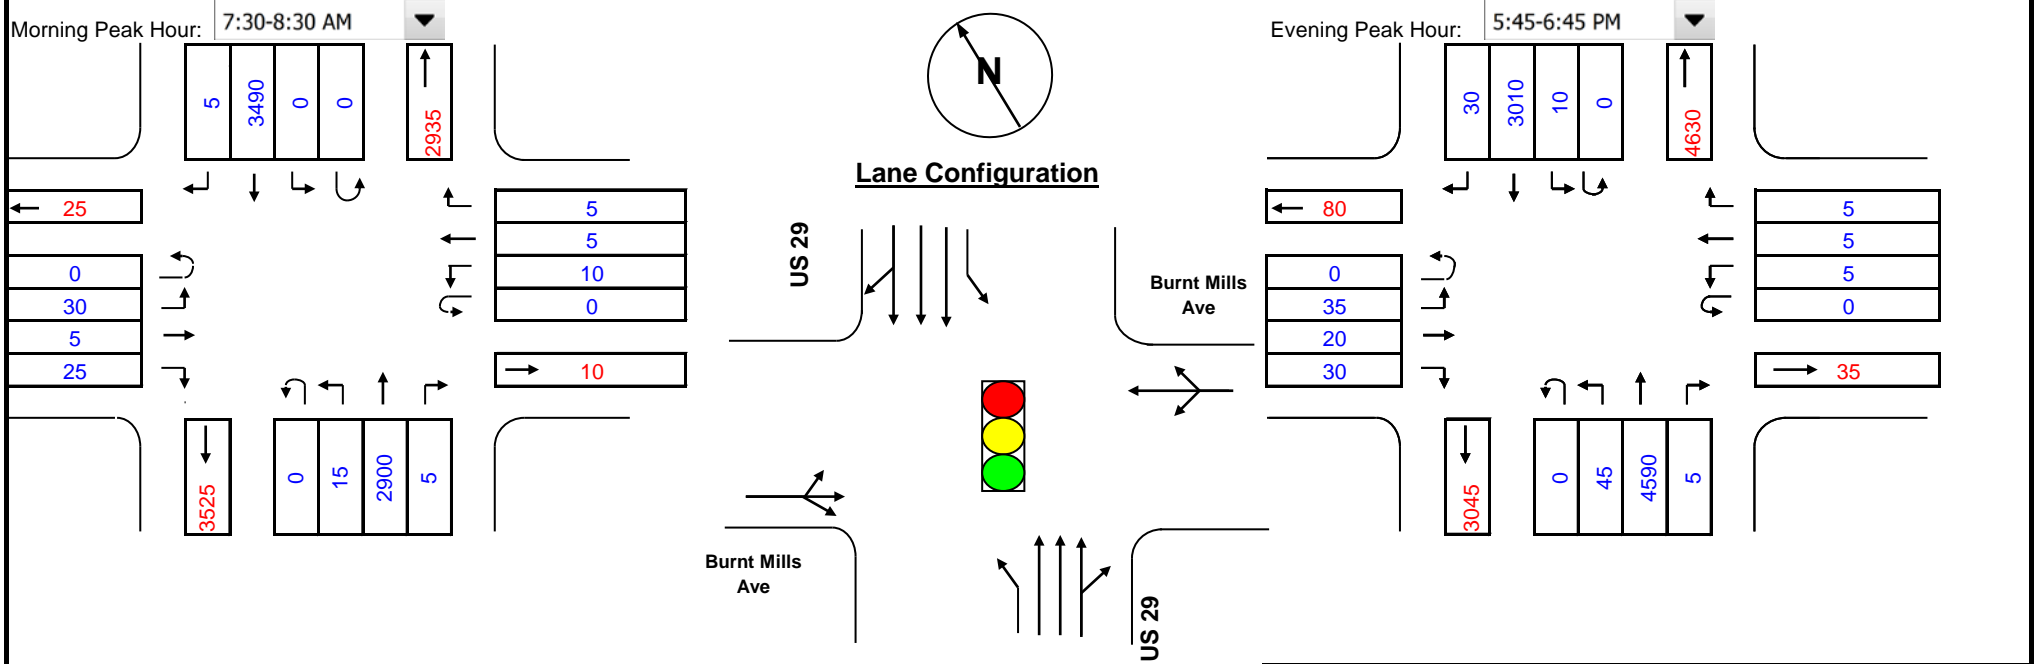 Morning Peak Hour: 7:30-8:30 AM
5 3490 0 0 2935
25
0
30
5
25
5
5
10
0
10
3525 0 15 2900 5
N
Lane Configuration
US 29
Burnt Mills
Ave
Burnt Mills
Ave
US 29
Evening Peak Hour: 5:45-6:45 PM
30 3010 10 0 4630
80
0
35
20
30
5
5
5
0
35
3045 0 45 4590 5